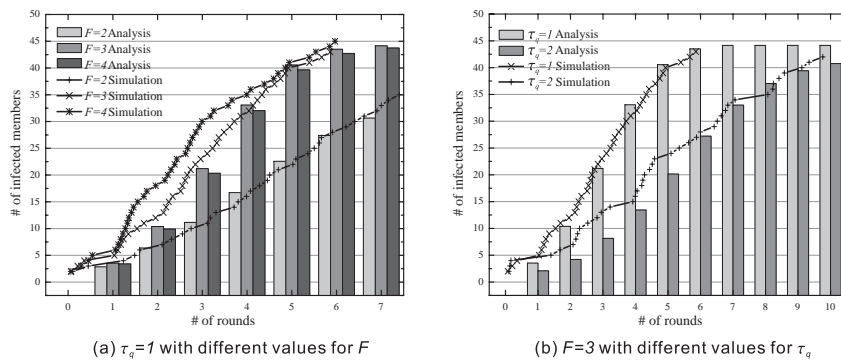 # of infected members
50
45
40
35
30
25
20
15
10
5
0
F=2 Analysis
F=3 Analysis
F=4 Analysis
F=2 Simulation
F=3 Simulation
F=4 Simulation
0 1 2 3 4 5 6 7
# of rounds
(a) τq=1 with different values for F
# of infected members
50
45
40
35
30
25
20
15
10
5
0
τq=1 Analysis
τq=2 Analysis
τq=1 Simulation
τq=2 Simulation
0 1 2 3 4 5 6 7 8 9 10
# of rounds
(b) F=3 with different values for τq